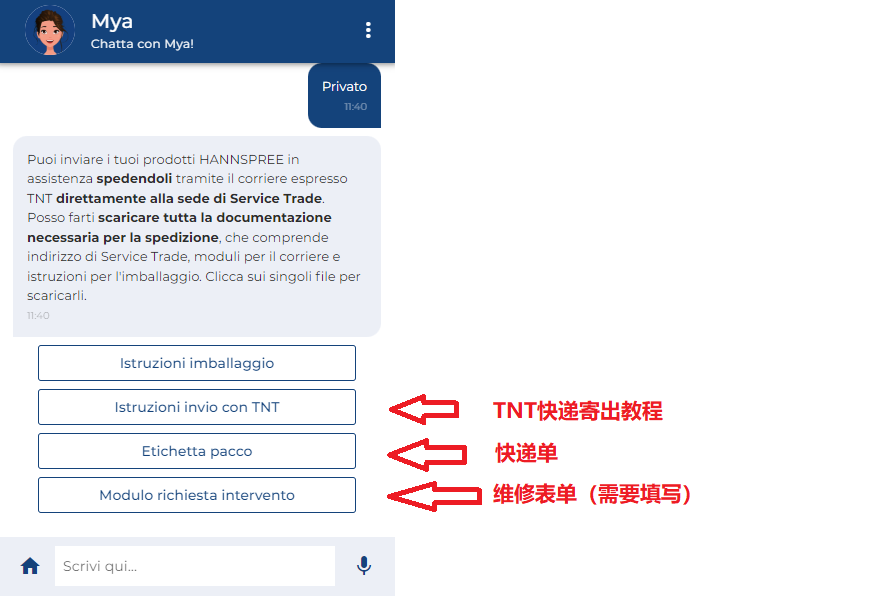 Mya
Chatta con Mya!
Privato
11:40
Puoi inviare i tuoi prodotti HANNSPREE in
assistenza spedendoli tramite il corriere espresso
TNT direttamente alla sede di Service Trade.
Posso farti scaricare tutta la documentazione
necessaria per la spedizione, che comprende
indirizzo di Service Trade, moduli per il corriere e
istruzioni per l'imballaggio. Clicca sui singoli file per
scaricarli.
11:40
Istruzioni imballaggio
Istruzioni invio con TNT
TNT快递寄出教程
Etichetta pacco
快递单
Modulo richiesta intervento
维修表单（需要填写）
Scrivi qui...